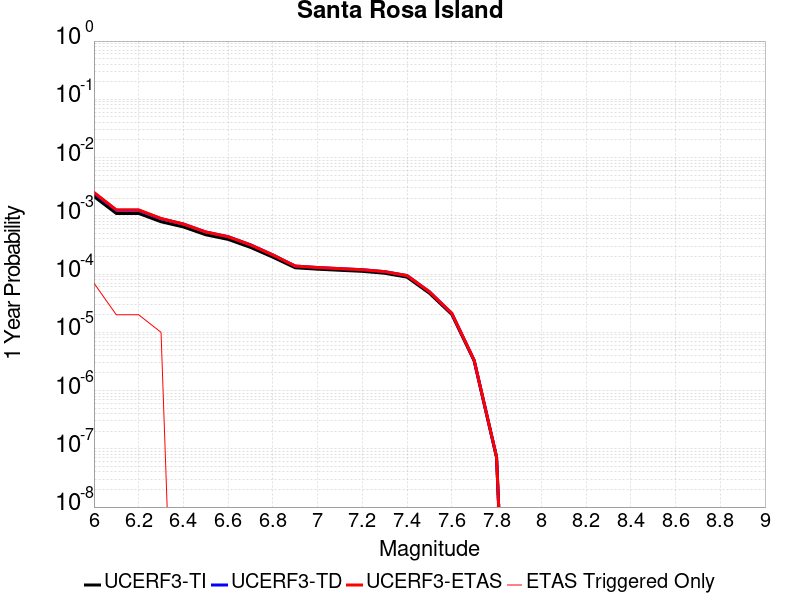 Santa Rosa Island
10^0
10^-1
10^-2
10^-3
10^-4
10^-5
10^-6
10^-7
10^-8
1 Year Probability
6 6.2 6.4 6.6 6.8 7 7.2 7.4 7.6 7.8 8 8.2 8.4 8.6 8.8 9
Magnitude
UCERF3-TI UCERF3-TD UCERF3-ETAS ETAS Triggered Only